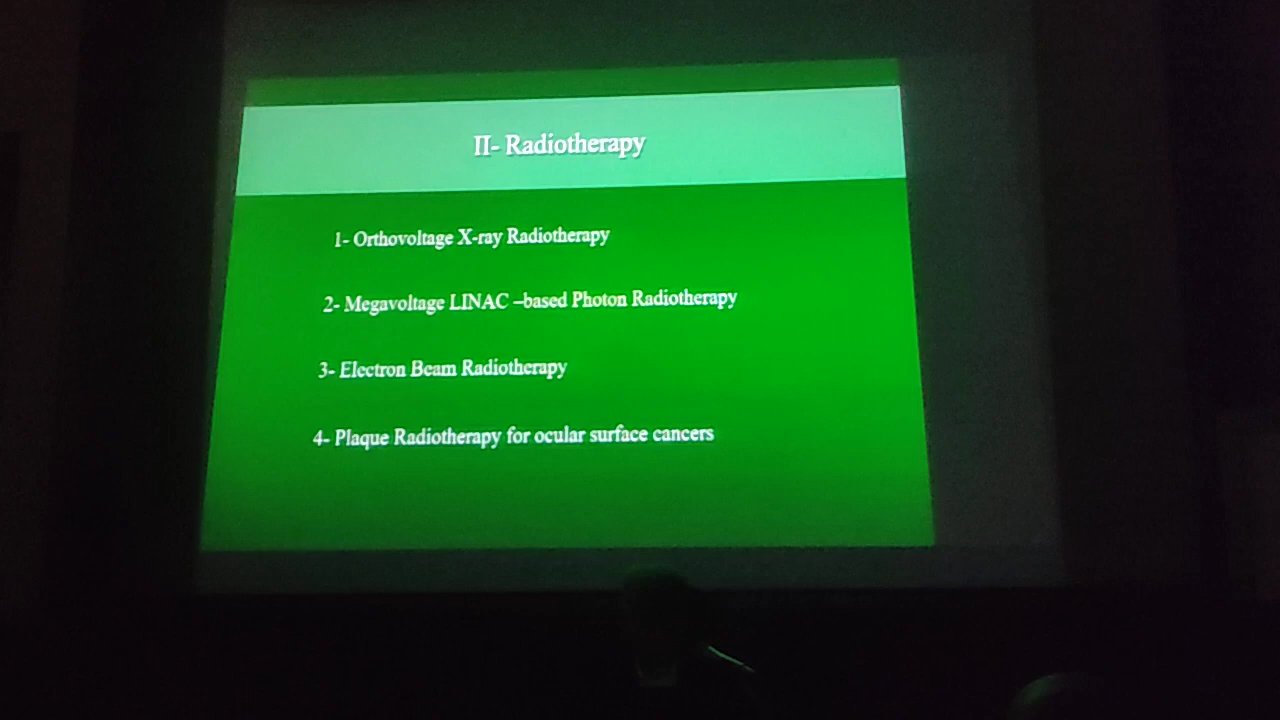 II- Radiotherapy
1- Orthovoltage X-ray Radiotherapy
2- Megavoltage LINAC –based Photon Radiotherapy
3- Electron Beam Radiotherapy
4- Plaque Radiotherapy for ocular surface cancers